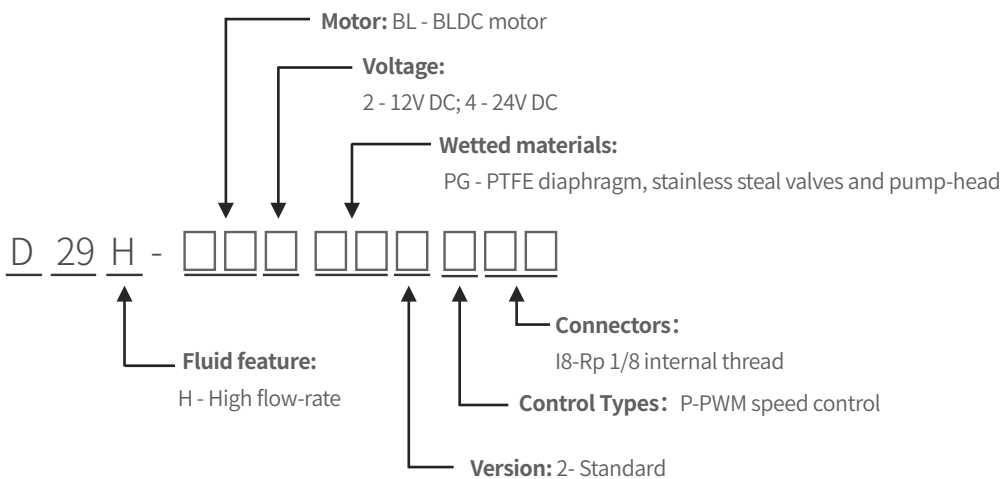 Motor: BL - BLDC motor
Voltage:
2 - 12V DC; 4 - 24V DC
Wetted materials:
PG - PTFE diaphragm, stainless steal valves and pump-head
D 29 H - □□□ □□□ □□□
Connectors：
I8-Rp 1/8 internal thread
Fluid feature:
H - High flow-rate
Control Types： P-PWM speed control
Version: 2- Standard